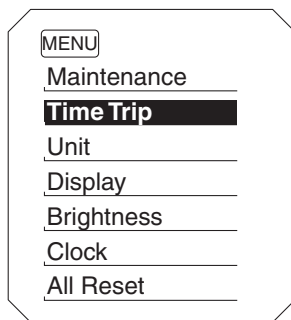 MENU
Maintenance
Time Trip
Unit
Display
Brightness
Clock
All Reset